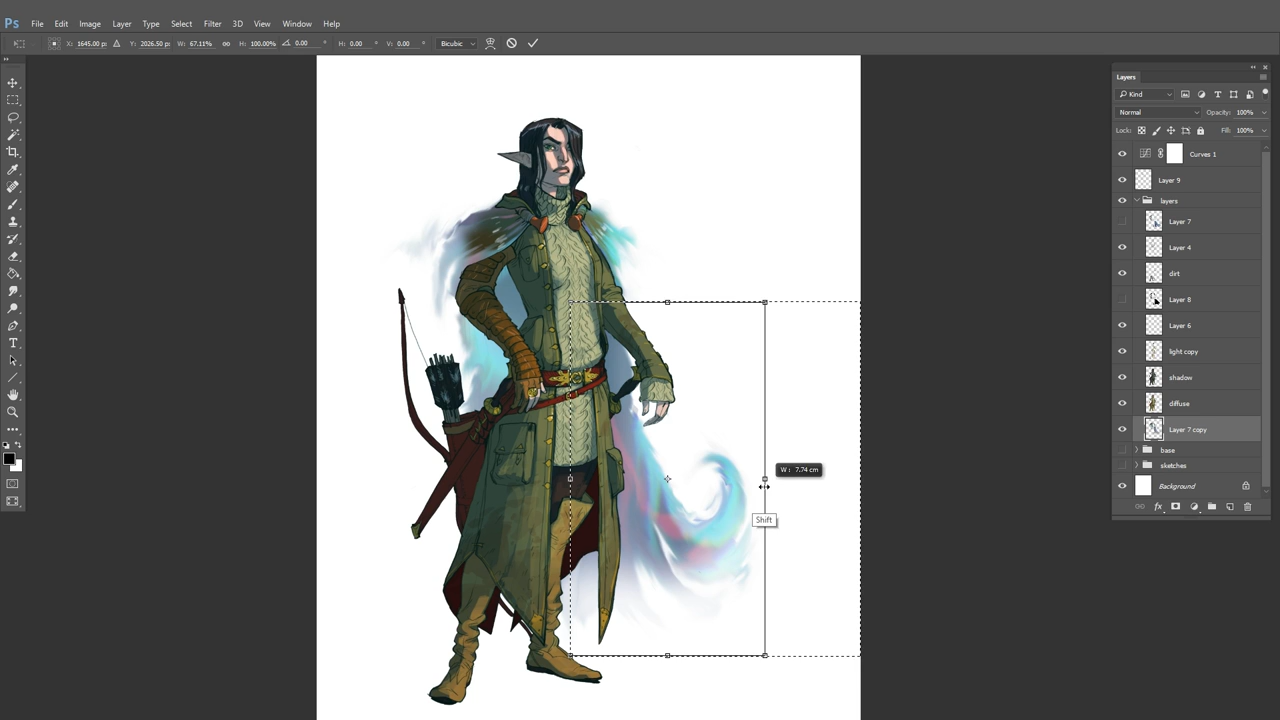 Ps File Edit Image Layer Type Select Filter 3D View Window Help
X: 1645.00 p: Y: 2026.50 p: W: 67.11% H: 100.00% 0.00 ° H: 0.00 ° V: 0.00 ° Bicubic
Layers
Kind
Normal Opacity: 100%
Lock: Fill: 100%
Curves 1
Layer 9
layers
Layer 7
Layer 4
dirt
Layer 8
Layer 6
light copy
shadow
diffuse
Layer 7 copy
base
sketches
Background
fx
W: 7.74 cm
Shift